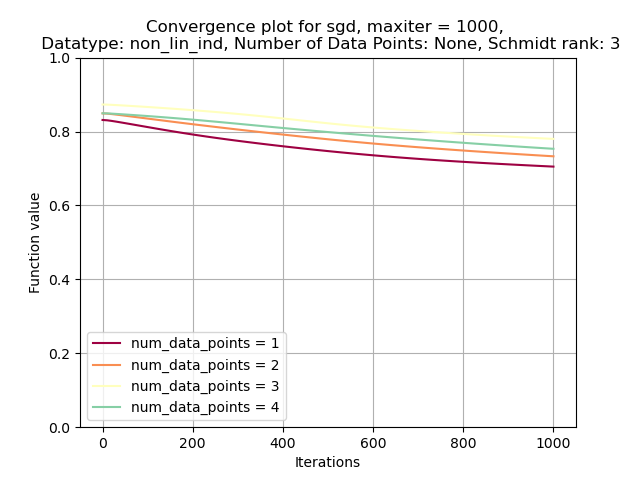 Convergence plot for sgd, maxiter = 1000,
Datatype: non_lin_ind, Number of Data Points: None, Schmidt rank: 3
1.0
0.8
0.6
0.4
0.2
0.0
Function value
num_data_points = 1
num_data_points = 2
num_data_points = 3
num_data_points = 4
0 200 400 600 800 1000
Iterations